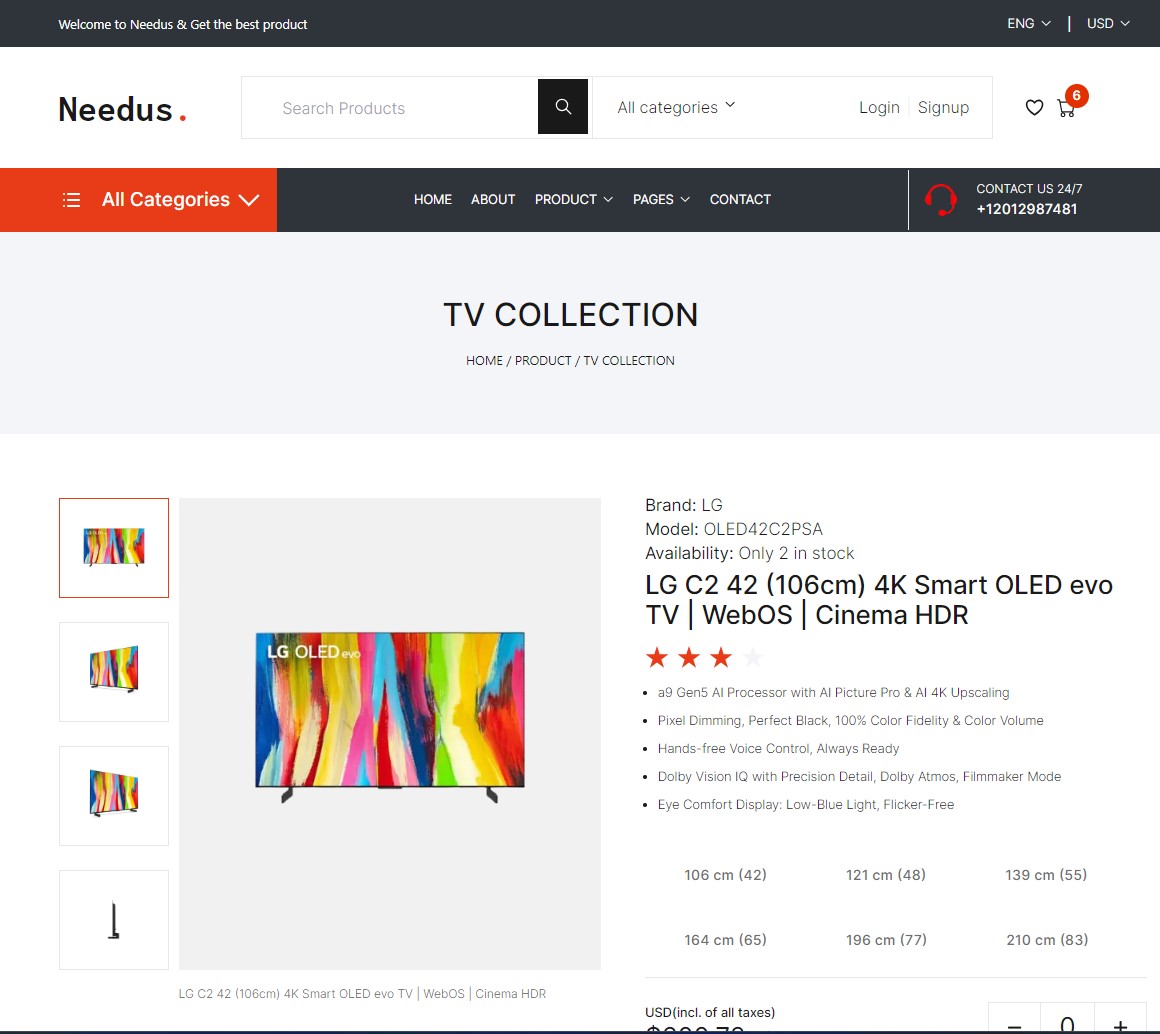 Welcome to Needus & Get the best product
ENG | USD
Needus.
Search Products
All categories
Login Signup
6
All Categories
HOME ABOUT PRODUCT PAGES CONTACT
CONTACT US 24/7
+12012987481
TV COLLECTION
HOME / PRODUCT / TV COLLECTION
LG OLED evo
LG C2 42 (106cm) 4K Smart OLED evo TV | WebOS | Cinema HDR
Brand: LG
Model: OLED42C2PSA
Availability: Only 2 in stock
LG C2 42 (106cm) 4K Smart OLED evo
TV | WebOS | Cinema HDR
a9 Gen5 AI Processor with AI Picture Pro & AI 4K Upscaling
Pixel Dimming, Perfect Black, 100% Color Fidelity & Color Volume
Hands-free Voice Control, Always Ready
Dolby Vision IQ with Precision Detail, Dolby Atmos, Filmmaker Mode
Eye Comfort Display: Low-Blue Light, Flicker-Free
106 cm (42) 121 cm (48) 139 cm (55)
164 cm (65) 196 cm (77) 210 cm (83)
USD(incl. of all taxes)
− 0 +